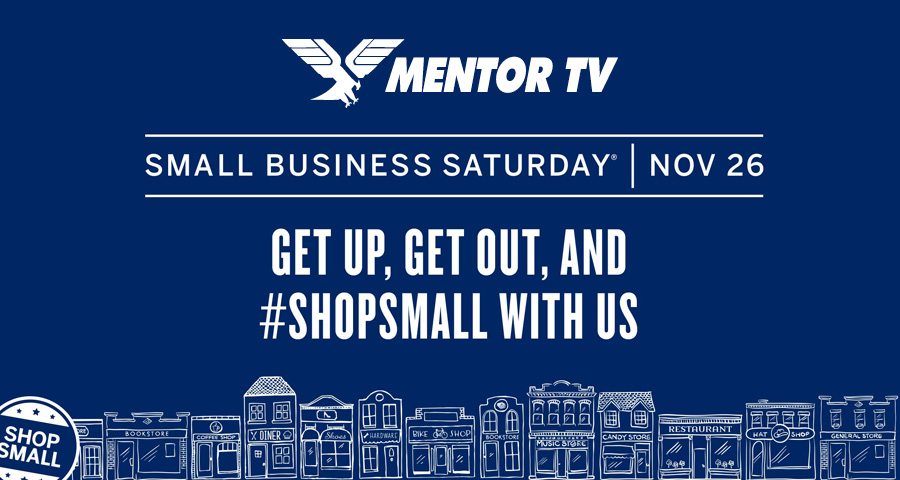 MENTOR TV
SMALL BUSINESS SATURDAY® | NOV 26
GET UP, GET OUT, AND
#SHOPSMALL WITH US
SHOP
SMALL
BOOKSTORE
COFFEE SHOP
DINER
Shoes
HARDWARE
BIKE SHOP
BOOKSTORE
MUSIC STORE
CANDY STORE
RESTAURANT
HAT SHOP
GENERAL STORE